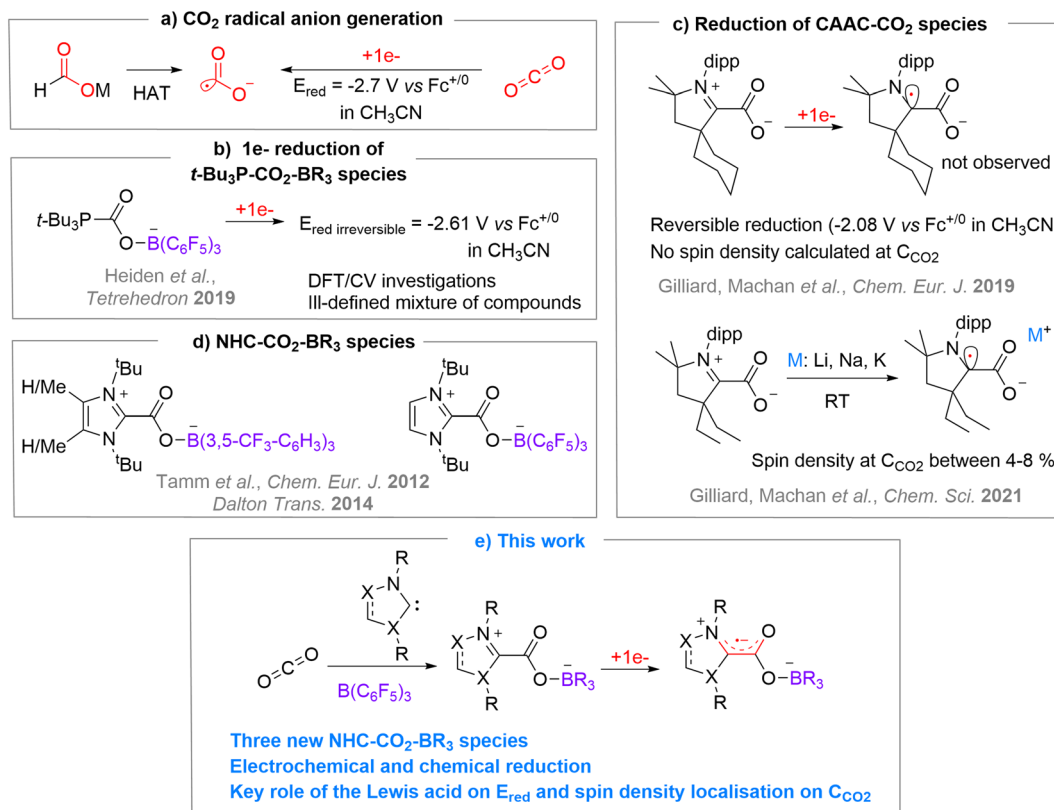 a) CO2 radical anion generation
H
O
OM
HAT
O
O−
+1e-
Ered = -2.7 V vs Fc+/0
in CH3CN
O=C=O
b) 1e- reduction of
t-Bu3P-CO2-BR3 species
t-Bu3P
O
O−B(C6F5)3
+1e-
Ered irreversible = -2.61 V vs Fc+/0
in CH3CN
Heiden et al.,
Tetrehedron 2019
DFT/CV investigations
Ill-defined mixture of compounds
c) Reduction of CAAC-CO2 species
dipp
N
+
O
O−
+1e-
dipp
N
O
O−
not observed
Reversible reduction (-2.08 V vs Fc+/0 in CH3CN
No spin density calculated at CCO2
Gilliard, Machan et al., Chem. Eur. J. 2019
dipp
N
+
O
O−
M: Li, Na, K
RT
dipp
N
O
O−
M+
Spin density at CCO2 between 4-8 %
Gilliard, Machan et al., Chem. Sci. 2021
d) NHC-CO2-BR3 species
tBu
H/Me
H/Me
N
+
N
tBu
O
O−B(3,5-CF3-C6H3)3
tBu
N
+
N
tBu
O
O−B(C6F5)3
Tamm et al., Chem. Eur. J. 2012
Dalton Trans. 2014
e) This work
O=C=O
R
N
X
:
X
R
B(C6F5)3
R
N
+
X
X
R
O
O−BR3
+1e-
R
+
N
X
X
R
·−
O
O−BR3
Three new NHC-CO2-BR3 species
Electrochemical and chemical reduction
Key role of the Lewis acid on Ered and spin density localisation on CCO2